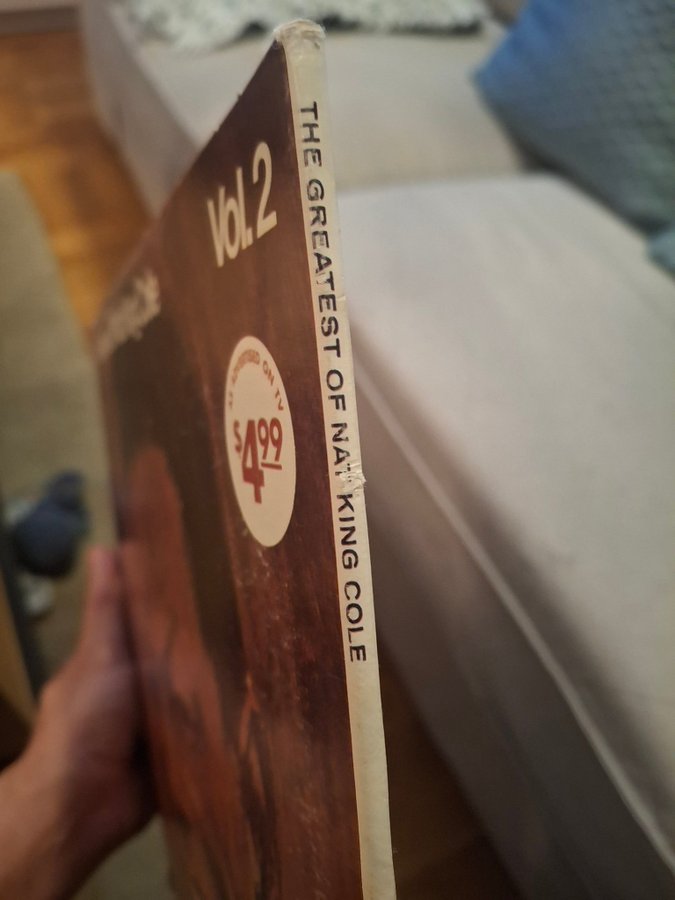 Vol.2
AS ADVERTISED ON TV
$4.99
THE GREATEST OF NAT KING COLE